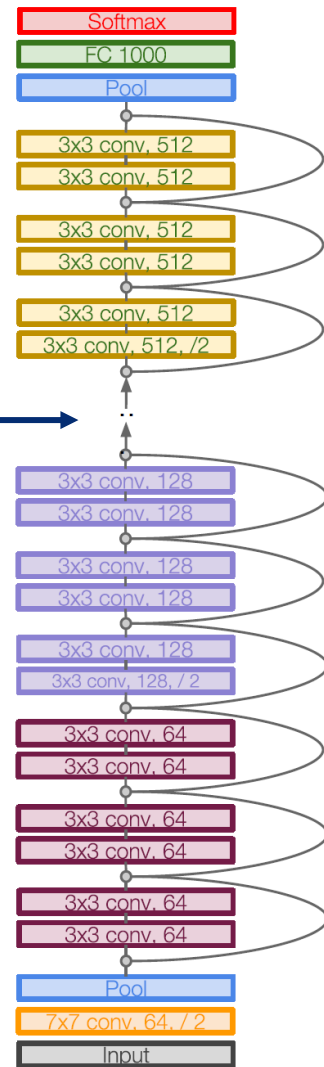 Softmax
FC 1000
Pool
3x3 conv, 512
3x3 conv, 512
3x3 conv, 512
3x3 conv, 512
3x3 conv, 512
3x3 conv, 512, /2
..
3x3 conv, 128
3x3 conv, 128
3x3 conv, 128
3x3 conv, 128
3x3 conv, 128
3x3 conv, 128, / 2
3x3 conv, 64
3x3 conv, 64
3x3 conv, 64
3x3 conv, 64
3x3 conv, 64
3x3 conv, 64
Pool
7x7 conv, 64, / 2
Input